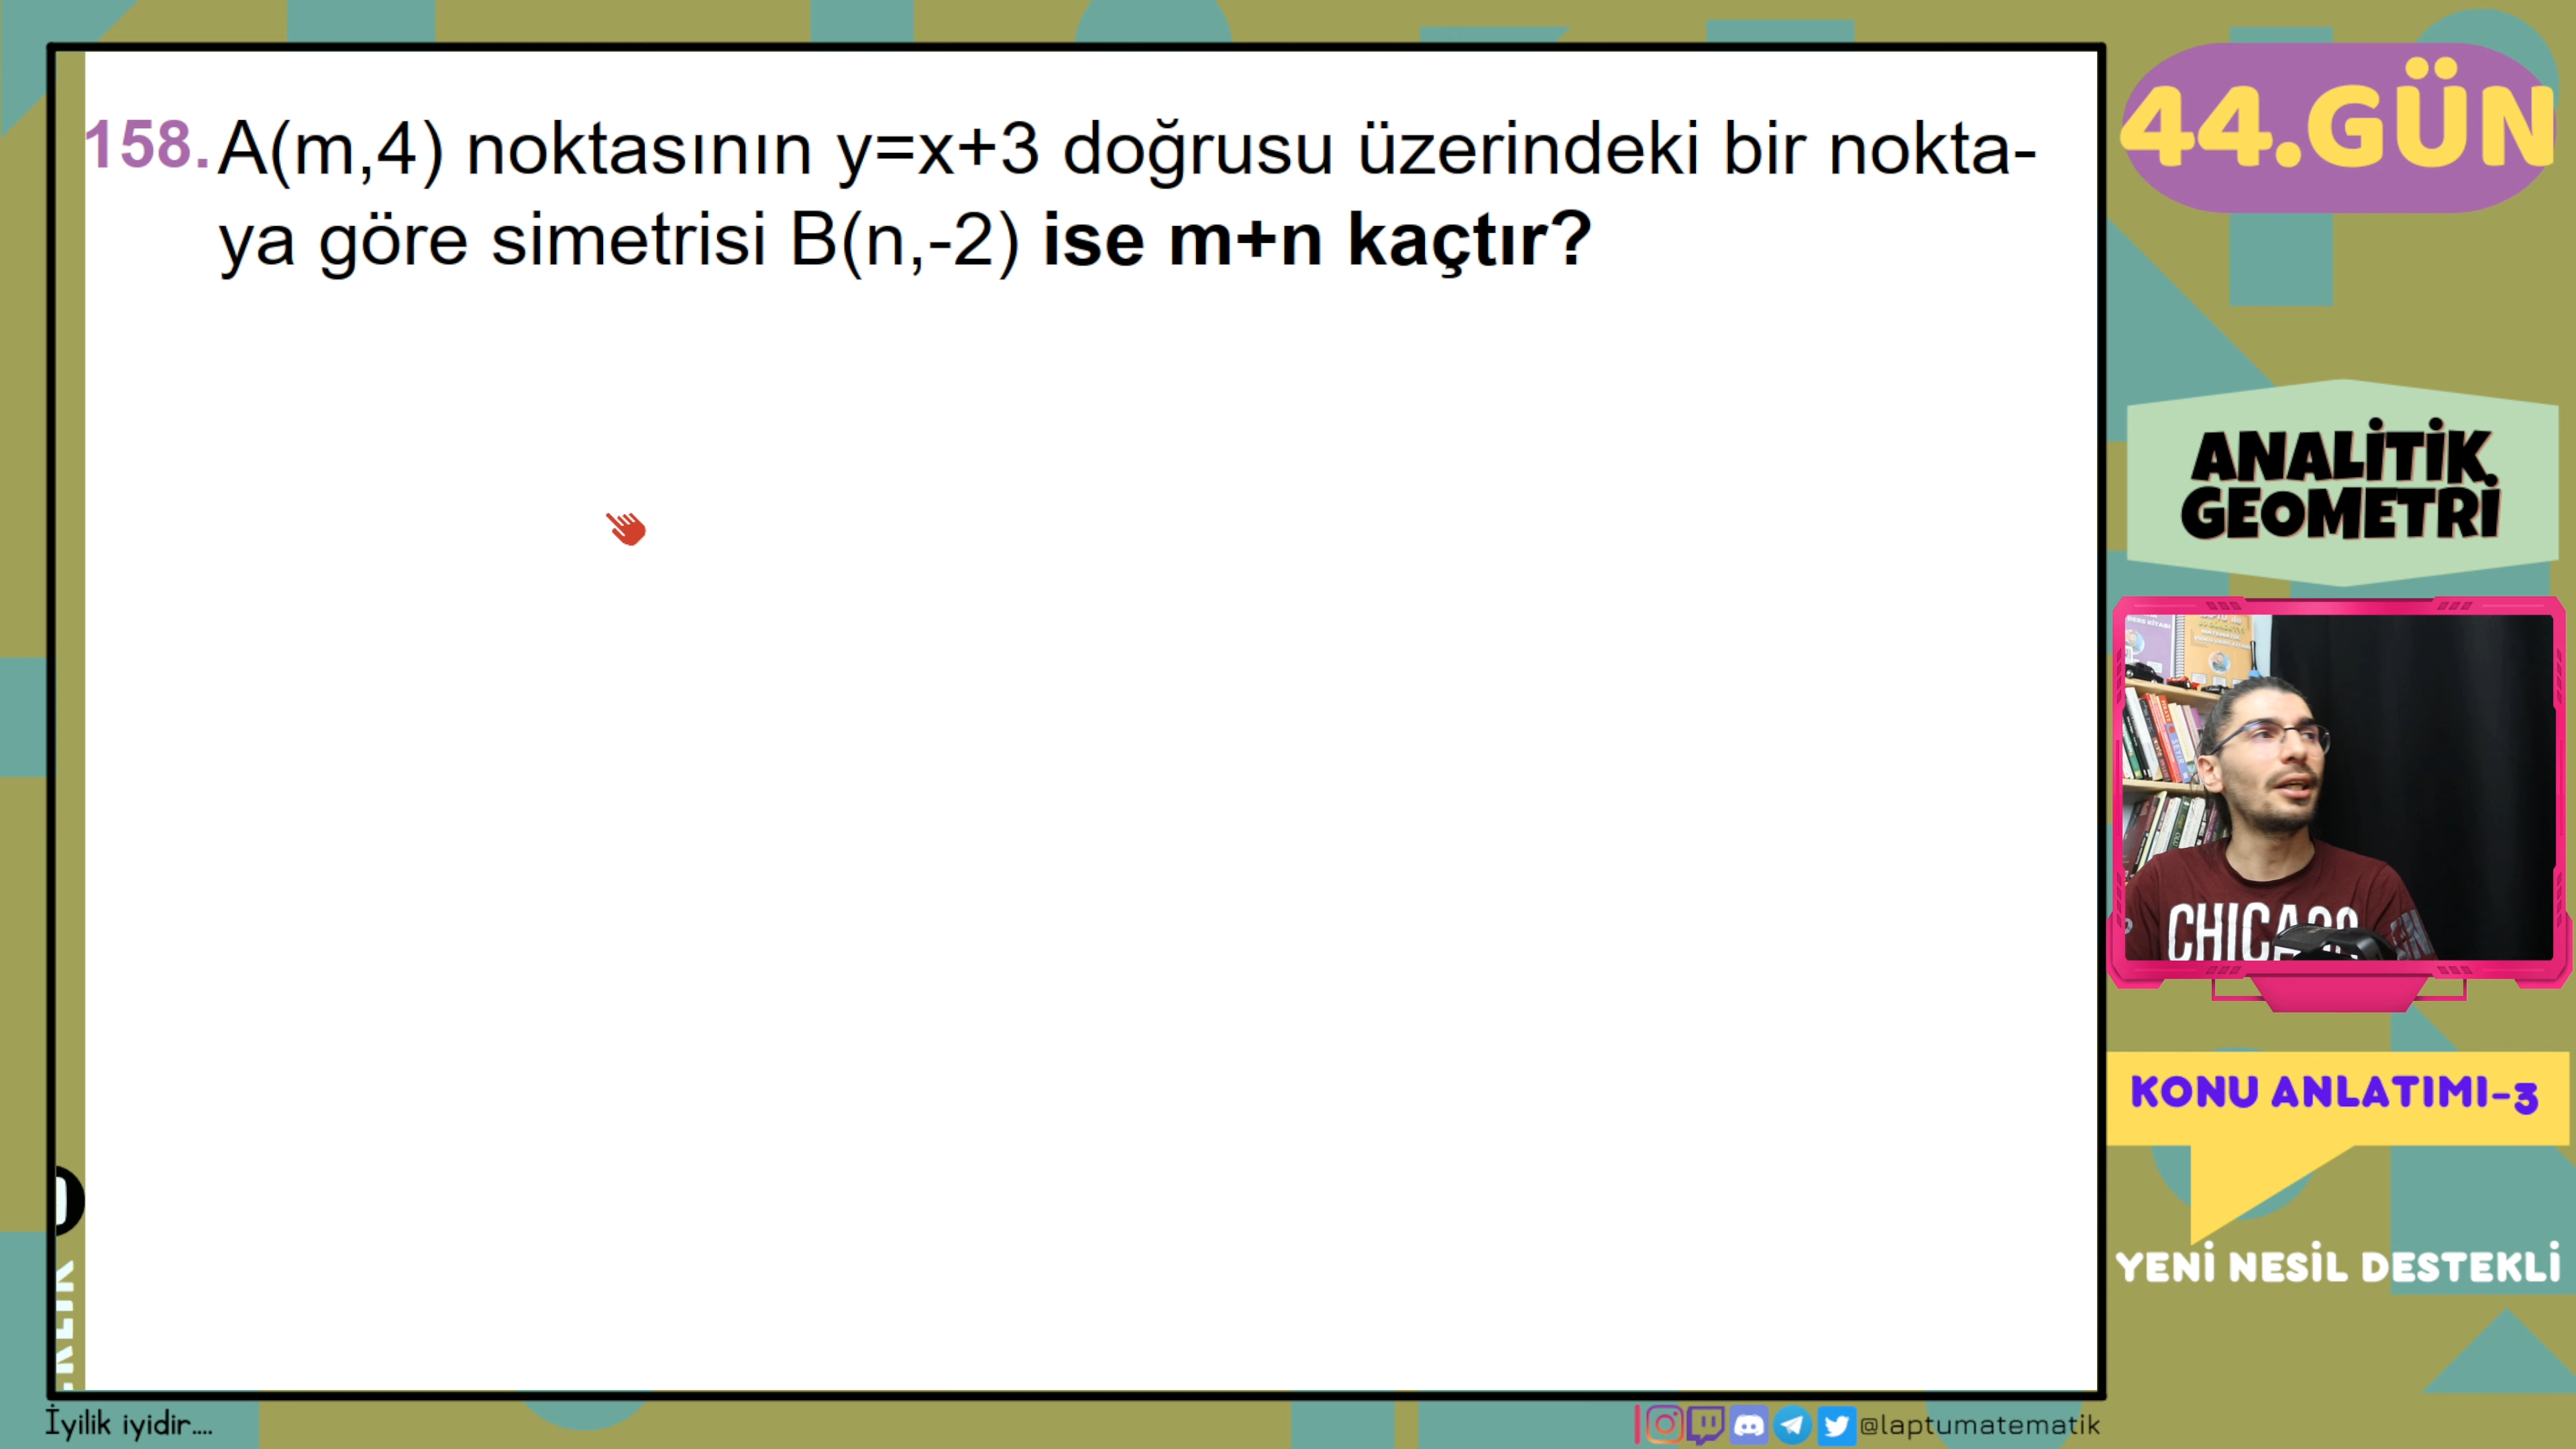 158. A(m,4) noktasının y=x+3 doğrusu üzerindeki bir nokta-
ya göre simetrisi B(n,-2) ise m+n kaçtır?
44.GÜN
ANALİTİK
GEOMETRİ
CHICAGO
KONU ANLATIMI-3
YENİ NESİL DESTEKLİ
İyilik iyidir....
@laptumatematik